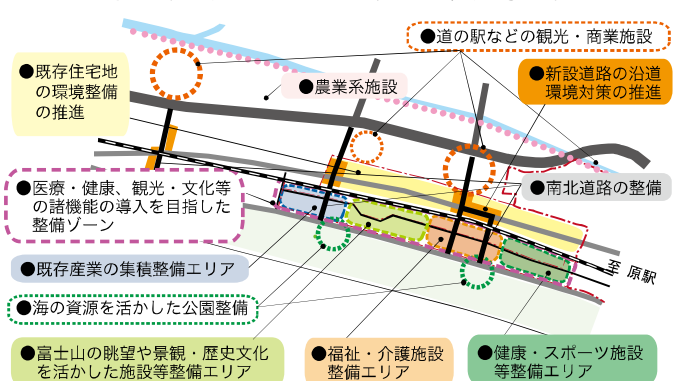 ●道の駅などの観光・商業施設
●既存住宅地
の環境整備
の推進
●農業系施設
●新設道路の沿道
環境対策の推進
●医療・健康、観光・文化等
の諸機能の導入を目指した
整備ゾーン
●南北道路の整備
●既存産業の集積整備エリア
至 原駅
●海の資源を活かした公園整備
●富士山の眺望や景観・歴史文化
を活かした施設等整備エリア
●福祉・介護施設
整備エリア
●健康・スポーツ施設
等整備エリア